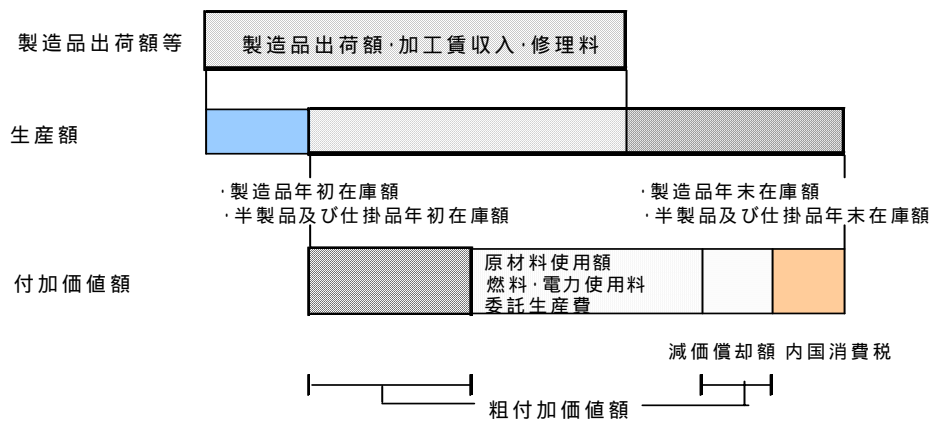 製造品出荷額等
製造品出荷額・加工賃収入・修理料
生産額
・製造品年初在庫額
・半製品及び仕掛品年初在庫額
・製造品年末在庫額
・半製品及び仕掛品年末在庫額
付加価値額
原材料使用額
燃料・電力使用料
委託生産費
減価償却額 内国消費税
粗付加価値額